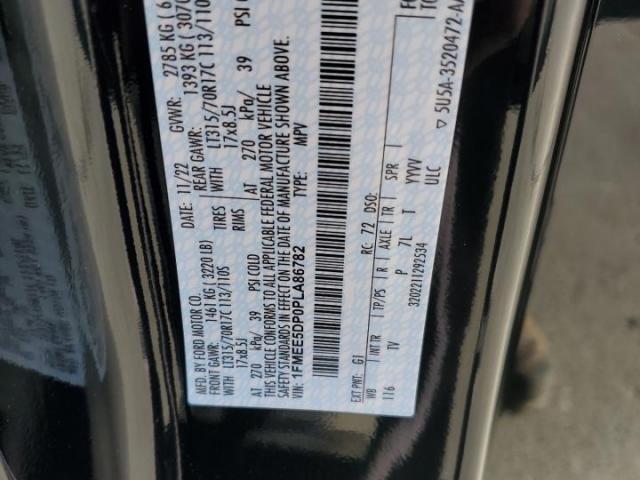 MFD. BY FORD MOTOR CO.
DATE: 11/22
GVWR: 2785 KG
FRONT GAWR: 1461 KG (3220 LB)
REAR GAWR: 1393 KG
WITH LT315/70R17C 113/110S TIRES
WITH LT315/70R17C 113/110
17x8.5J RIMS
17x8.5J
AT 270 kPa/ 39 PSI COLD
AT 270 kPa/ 39 PSI
THIS VEHICLE CONFORMS TO ALL APPLICABLE FEDERAL MOTOR VEHICLE
SAFETY STANDARDS IN EFFECT ON THE DATE OF MANUFACTURE SHOWN ABOVE.
VIN: 1FMEE5DP0PLA86782
TYPE: MPV
EXT PNT: G1 RC: 72 DSO:
WB INT TR TP/PS R AXLE TR SPR
116 TV P 7L T YYYV
3202211292534 ULC
5U5A-3520472-A